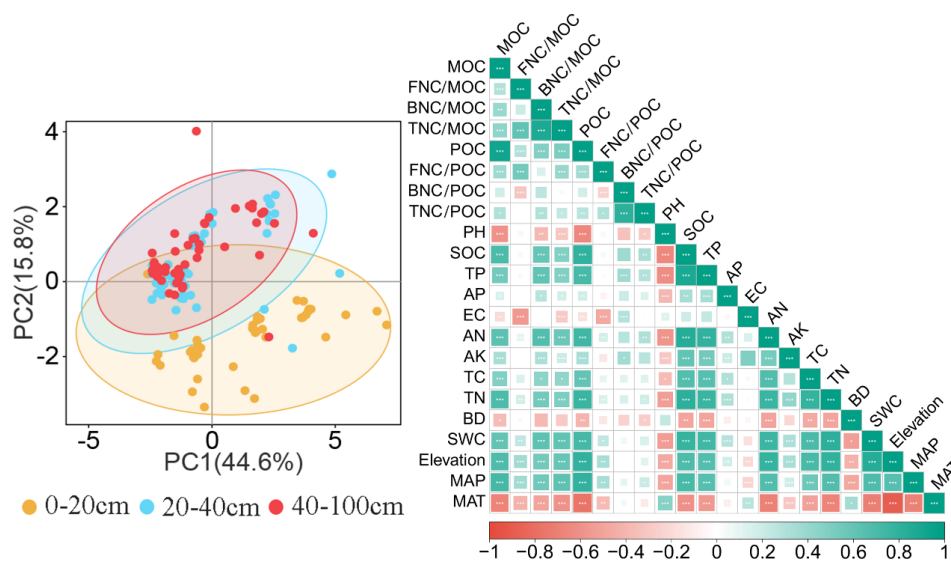 4
2
0
-2
PC2(15.8%)
-5
0
5
PC1(44.6%)
0-20cm
20-40cm
40-100cm
MOC
FNC/MOC
BNC/MOC
TNC/MOC
POC
FNC/POC
BNC/POC
TNC/POC
PH
SOC
TP
AP
EC
AN
AK
TC
TN
BD
SWC
Elevation
MAP
MAT
MOC
FNC/MOC
BNC/MOC
TNC/MOC
POC
FNC/POC
BNC/POC
TNC/POC
PH
SOC
TP
AP
EC
AN
AK
TC
TN
BD
SWC
Elevation
MAP
MAT
−1
−0.8
−0.6
−0.4
−0.2
0
0.2
0.4
0.6
0.8
1